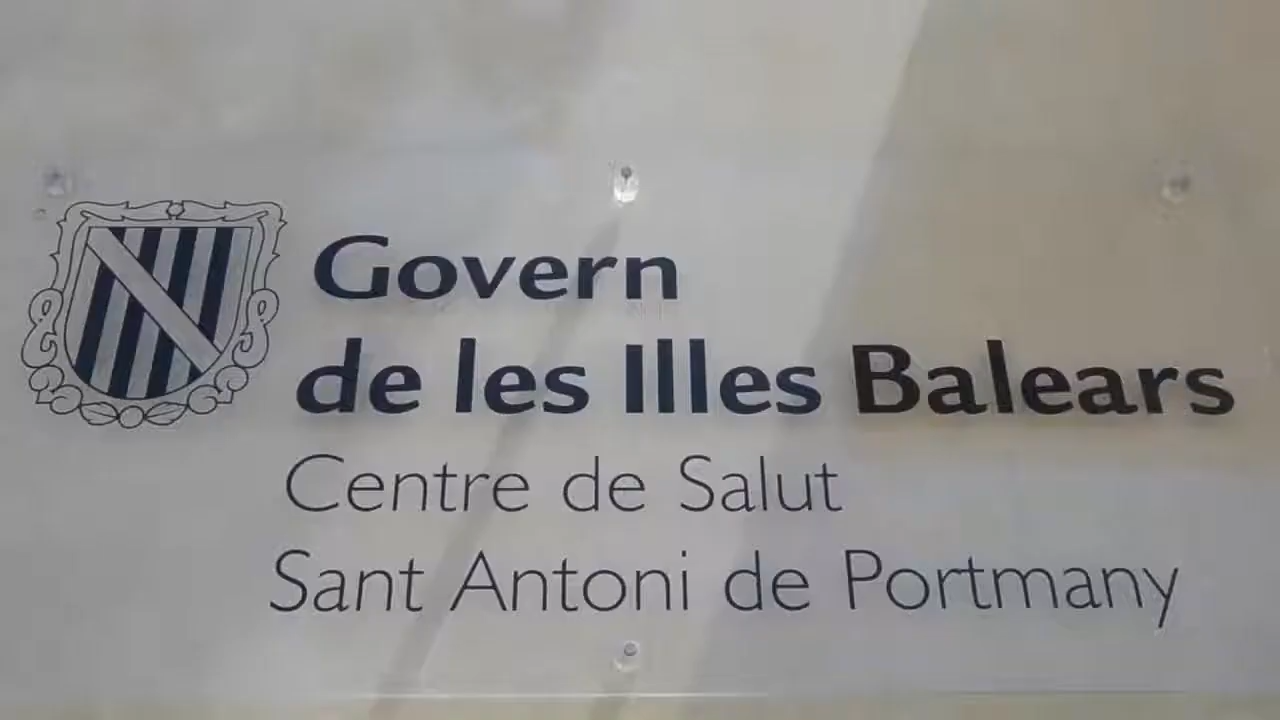 Govern
de les Illes Balears
Centre de Salut
Sant Antoni de Portmany